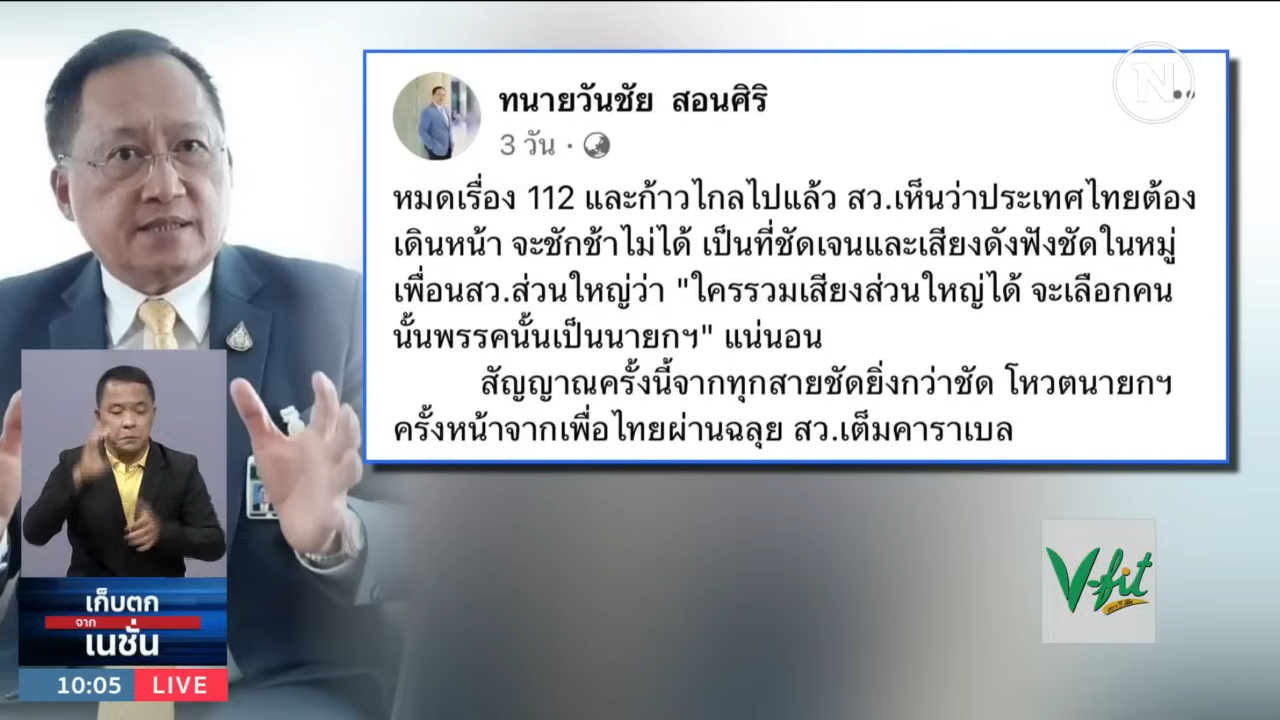 ทนายวันชัย สอนศิริ
3 วัน ·
หมดเรื่อง 112 และก้าวไกลไปแล้ว สว.เห็นว่าประเทศไทยต้อง
เดินหน้า จะชักช้าไม่ได้ เป็นที่ชัดเจนและเสียงดังฟังชัดในหมู่
เพื่อนสว.ส่วนใหญ่ว่า "ใครรวมเสียงส่วนใหญ่ได้ จะเลือกคน
นั้นพรรคนั้นเป็นนายกฯ" แน่นอน
สัญญาณครั้งนี้จากทุกสายชัดยิ่งกว่าชัด โหวตนายกฯ
ครั้งหน้าจากเพื่อไทยผ่านฉลุย สว.เต็มคาราเบล
N
V-fit
เก็บตก
จาก
เนชั่น
10:05 LIVE